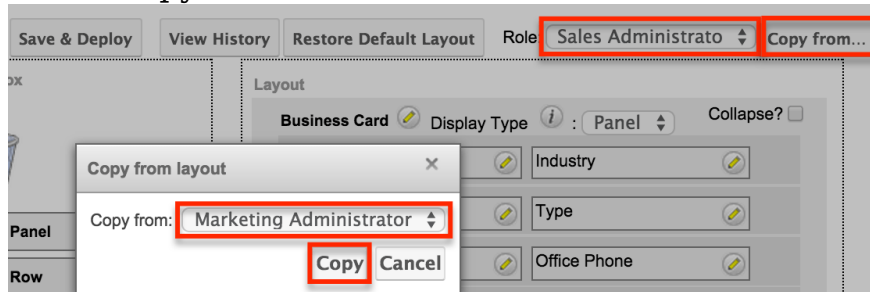 Save & Deploy View History Restore Default Layout Role: Sales Administrato Copy from...
Layout
Business Card Display Type i : Panel Collapse?
Copy from layout ×
Industry
Copy from: Marketing Administrator
Type
Panel
Copy Cancel
Office Phone
Row